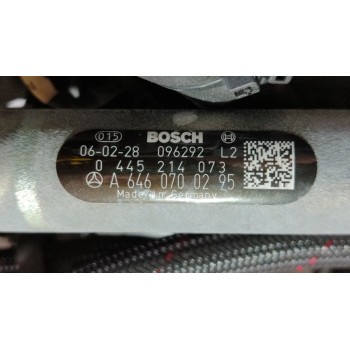 015 BOSCH
06-02-28 096292 L2
0 445 214 073
A 646 070 02 95
Made in Germany